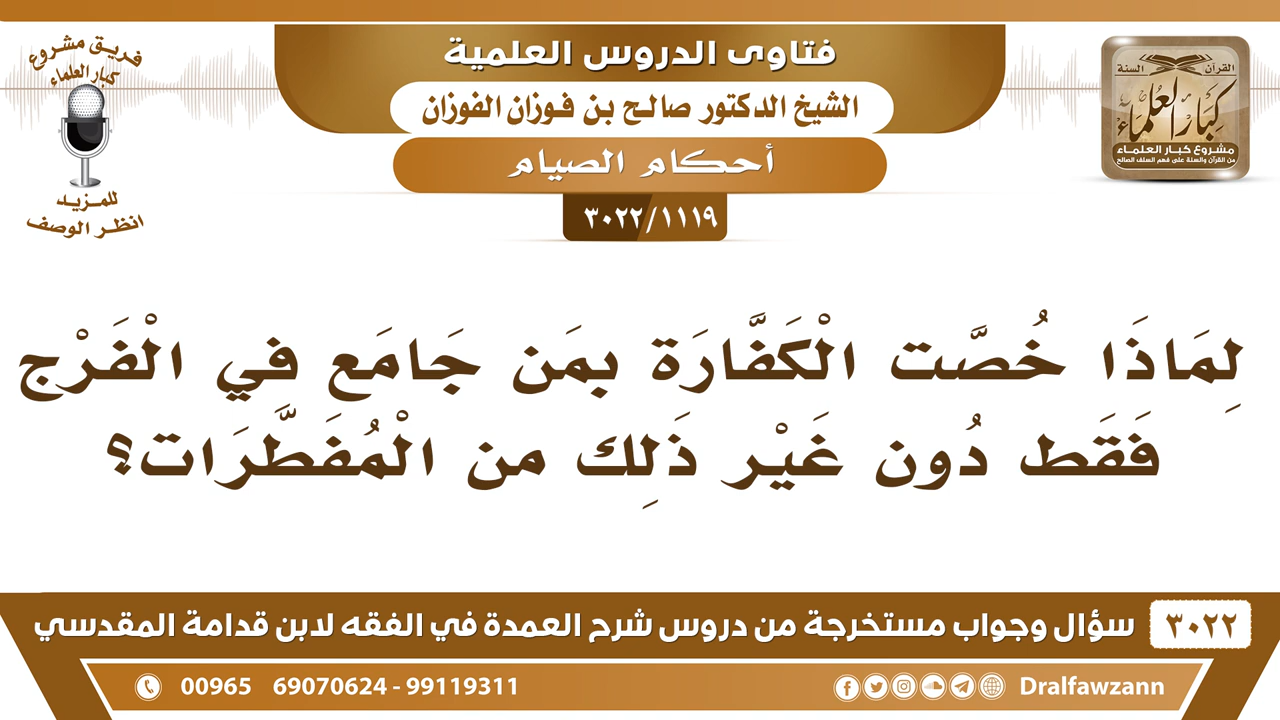 فتاوى الدروس العلمية
الشيخ الدكتور صالح بن فوزان الفوزان
أحكام الصيام
٣٠٢٢/١١١٩
فريق مشروع
كبار العلماء
للمزيد
انظر الوصف
القرآن السنة
كبار العلماء
مشروع كبار العلماء
من القرآن والسنة على فهم السلف الصالح
لِمَاذَا خُصَّت الْكَفَّارَة بمَن جَامَع في الْفَرْج
فَقَط دُون غَيْر ذَلِك من الْمُفَطِّرَات؟
٣٠٢٢ سؤال وجواب مستخرجة من دروس شرح العمدة في الفقه لابن قدامة المقدسي
00965 69070624 - 99119311
Dralfawzann